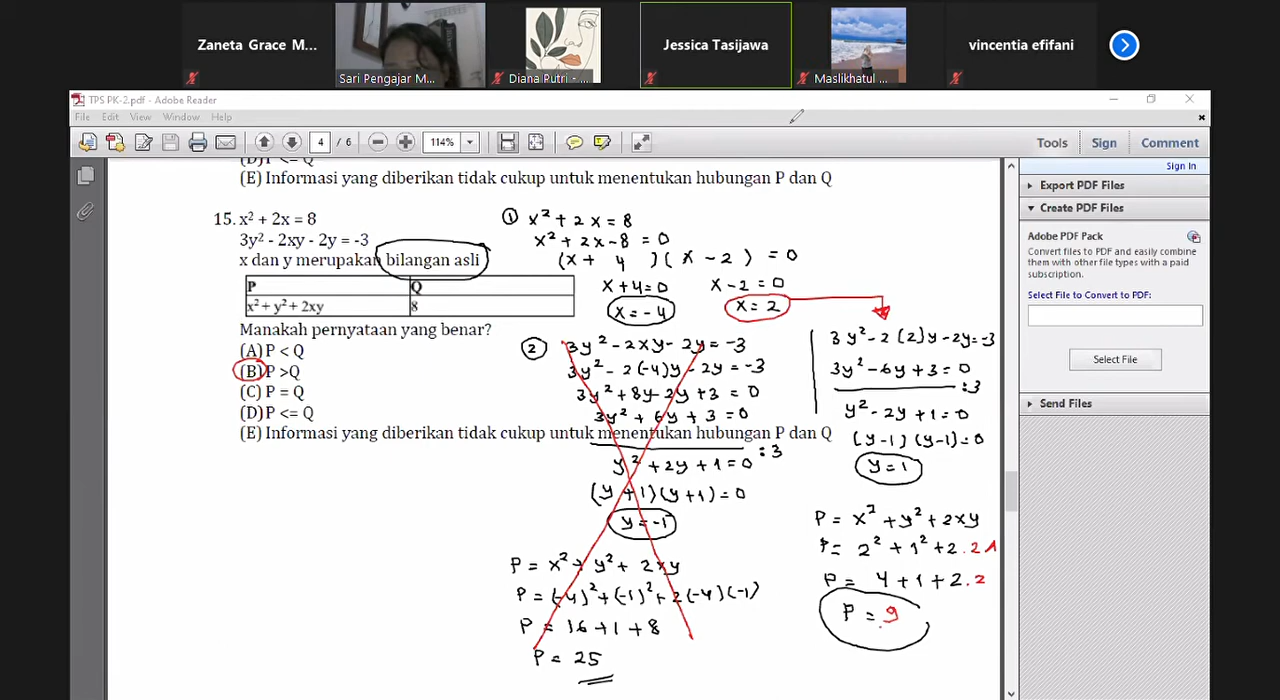 Zaneta Grace M...
Sari Pengajar M...
Diana Putri - ...
Jessica Tasijawa
Maslikhatul ...
vincentia efifani
TPS PK-2.pdf - Adobe Reader
File Edit View Window Help
4 / 6 114% Tools Sign Comment
Sign In
(D)P <= Q
(E) Informasi yang diberikan tidak cukup untuk menentukan hubungan P dan Q
15. x² + 2x = 8
3y² - 2xy - 2y = -3
x dan y merupakan bilangan asli
P Q
x² + y² + 2xy 8
Manakah pernyataan yang benar?
(A) P < Q
(B) P >Q
(C) P = Q
(D) P <= Q
(E) Informasi yang diberikan tidak cukup untuk menentukan hubungan P dan Q
① x² + 2x = 8
x² + 2x - 8 = 0
(x + 4)(x - 2) = 0
x + 4 = 0 x - 2 = 0
x = -4 x = 2
② 3y² - 2xy - 2y = -3
3y² - 2(-4)y - 2y = -3
3y² + 8y - 2y + 3 = 0
3y² + 6y + 3 = 0
:3
y² + 2y + 1 = 0
(y + 1)(y + 1) = 0
y = -1
P = x² + y² + 2xy
P = (-4)² + (-1)² + 2(-4)(-1)
P = 16 + 1 + 8
P = 25
3y² - 2(2)y - 2y = -3
3y² - 6y + 3 = 0
:3
y² - 2y + 1 = 0
(y - 1)(y - 1) = 0
y = 1
P = x² + y² + 2xy
P = 2² + 1² + 2.2.1
P = 4 + 1 + 2.2
P = 9
Export PDF Files
Create PDF Files
Adobe PDF Pack
Convert files to PDF and easily combine
them with other file types with a paid
subscription.
Select File to Convert to PDF:
Select File
Send Files